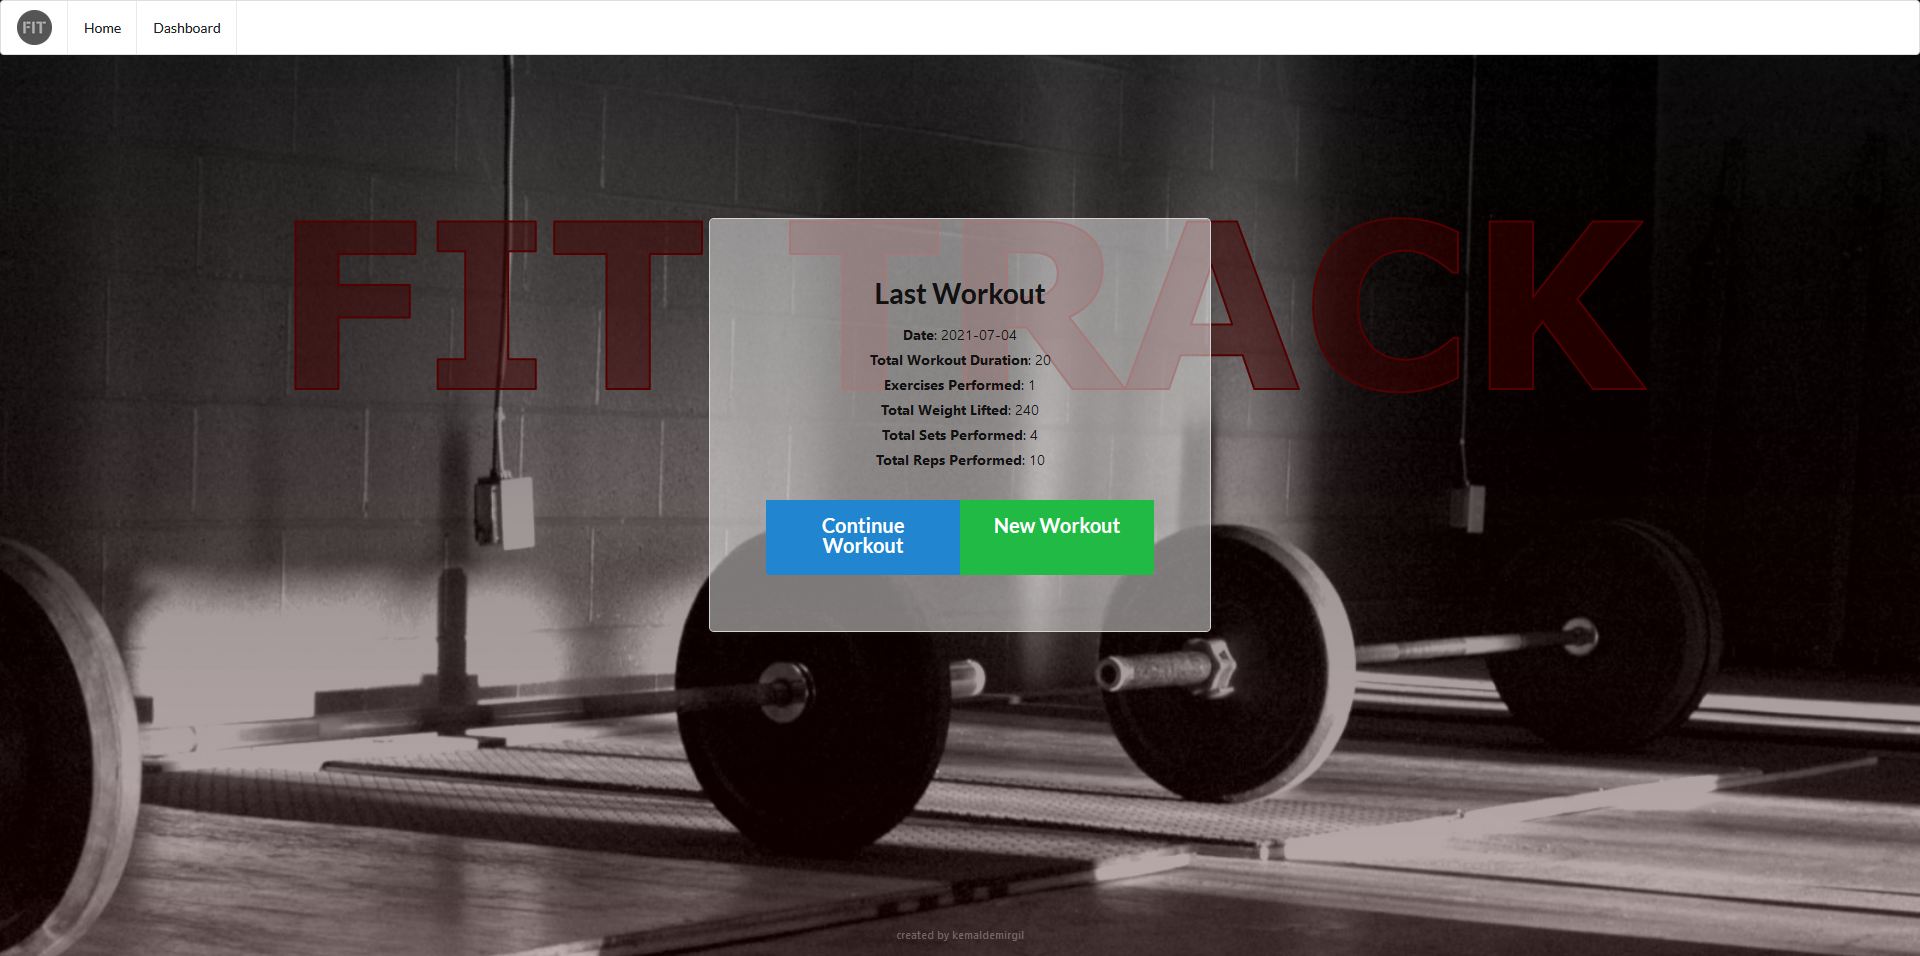 FIT
Home
Dashboard
FIT TRACK
Last Workout
Date: 2021-07-04
Total Workout Duration: 20
Exercises Performed: 1
Total Weight Lifted: 240
Total Sets Performed: 4
Total Reps Performed: 10
Continue
Workout
New Workout
created by kemaldemirgil